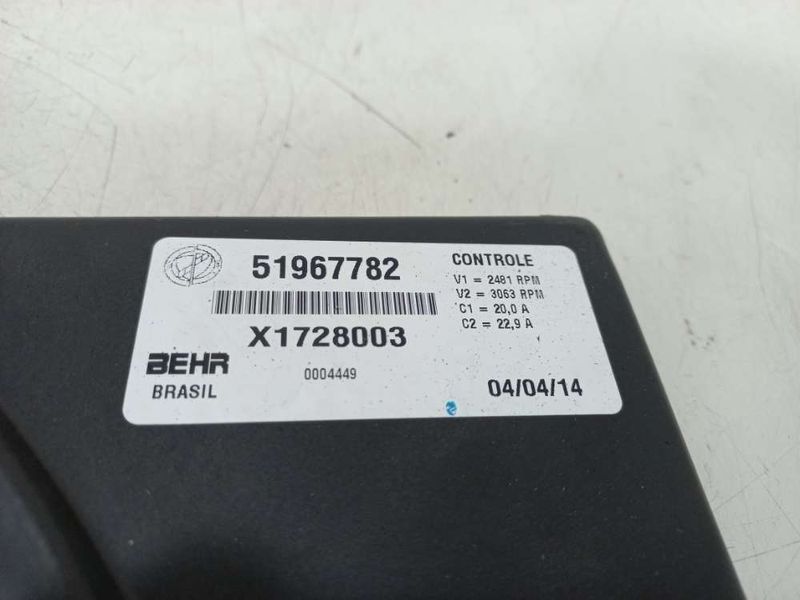 51967782
X1728003
BEHR
BRASIL
0004449
CONTROLE
V1 = 2481 RPM
V2 = 3063 RPM
C1 = 20,0 A
C2 = 22,9 A
04/04/14